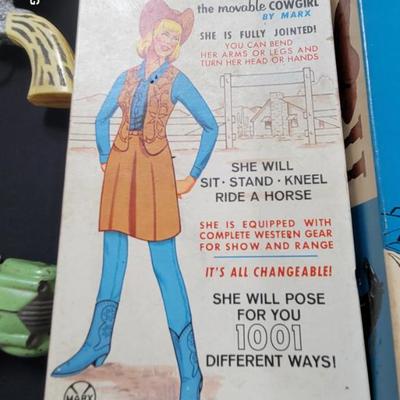 the movable COWGIRL
BY MARX
SHE IS FULLY JOINTED!
YOU CAN BEND
HER ARMS OR LEGS AND
TURN HER HEAD OR HANDS
SHE WILL
SIT · STAND · KNEEL
RIDE A HORSE
SHE IS EQUIPPED WITH
COMPLETE WESTERN GEAR
FOR SHOW AND RANGE
IT'S ALL CHANGEABLE!
SHE WILL POSE
FOR YOU
1001
DIFFERENT WAYS!
MARX